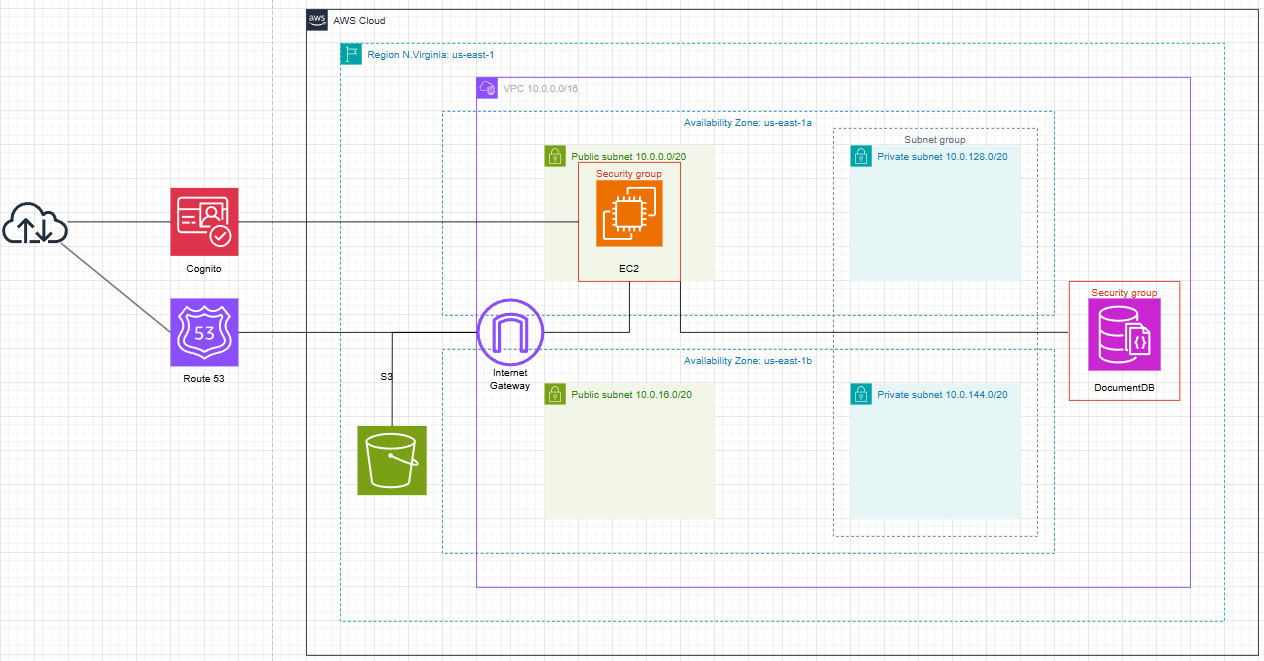 aws
AWS Cloud
Region N.Virginia: us-east-1
VPC 10.0.0.0/16
Availability Zone: us-east-1a
Subnet group
Public subnet 10.0.0.0/20
Private subnet 10.0.128.0/20
Security group
EC2
Cognito
Security group
53
Route 53
Internet
Gateway
Availability Zone: us-east-1b
S3
{}
DocumentDB
Public subnet 10.0.16.0/20
Private subnet 10.0.144.0/20